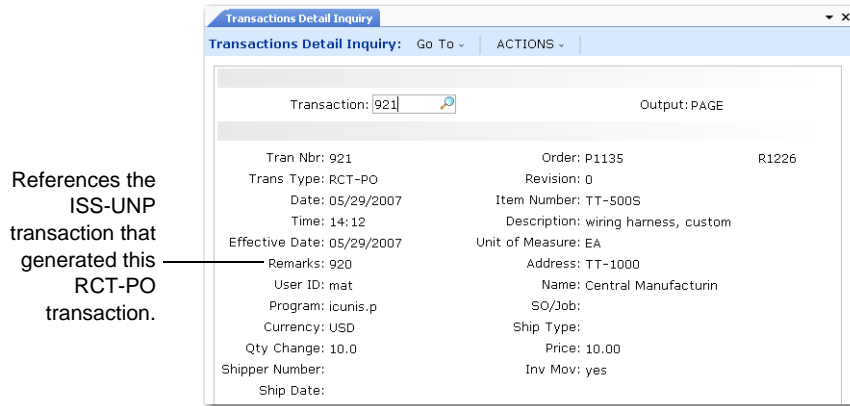 Transactions Detail Inquiry
Transactions Detail Inquiry: Go To ACTIONS
Transaction: 921 Output: PAGE
Tran Nbr: 921 Order: P1135 R1226
Trans Type: RCT-PO Revision: 0
Date: 05/29/2007 Item Number: TT-500S
Time: 14:12 Description: wiring harness, custom
Effective Date: 05/29/2007 Unit of Measure: EA
Remarks: 920 Address: TT-1000
User ID: mat Name: Central Manufacturin
Program: icunis.p SO/Job:
Currency: USD Ship Type:
Qty Change: 10.0 Price: 10.00
Shipper Number: Inv Mov: yes
Ship Date:
References the
ISS-UNP
transaction that
generated this
RCT-PO
transaction.